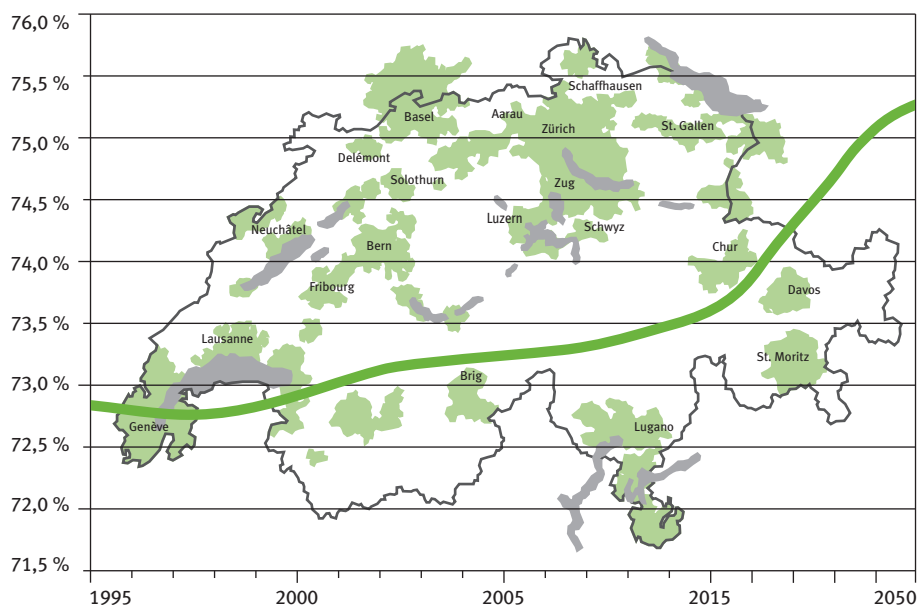 76,0 %
75,5 %
75,0 %
74,5 %
74,0 %
73,5 %
73,0 %
72,5 %
72,0 %
71,5 %
Schaffhausen
Basel
Aarau
Zürich
St. Gallen
Delémont
Solothurn
Zug
Neuchâtel
Luzern
Schwyz
Bern
Chur
Fribourg
Davos
Lausanne
St. Moritz
Brig
Genève
Lugano
1995
2000
2005
2015
2050